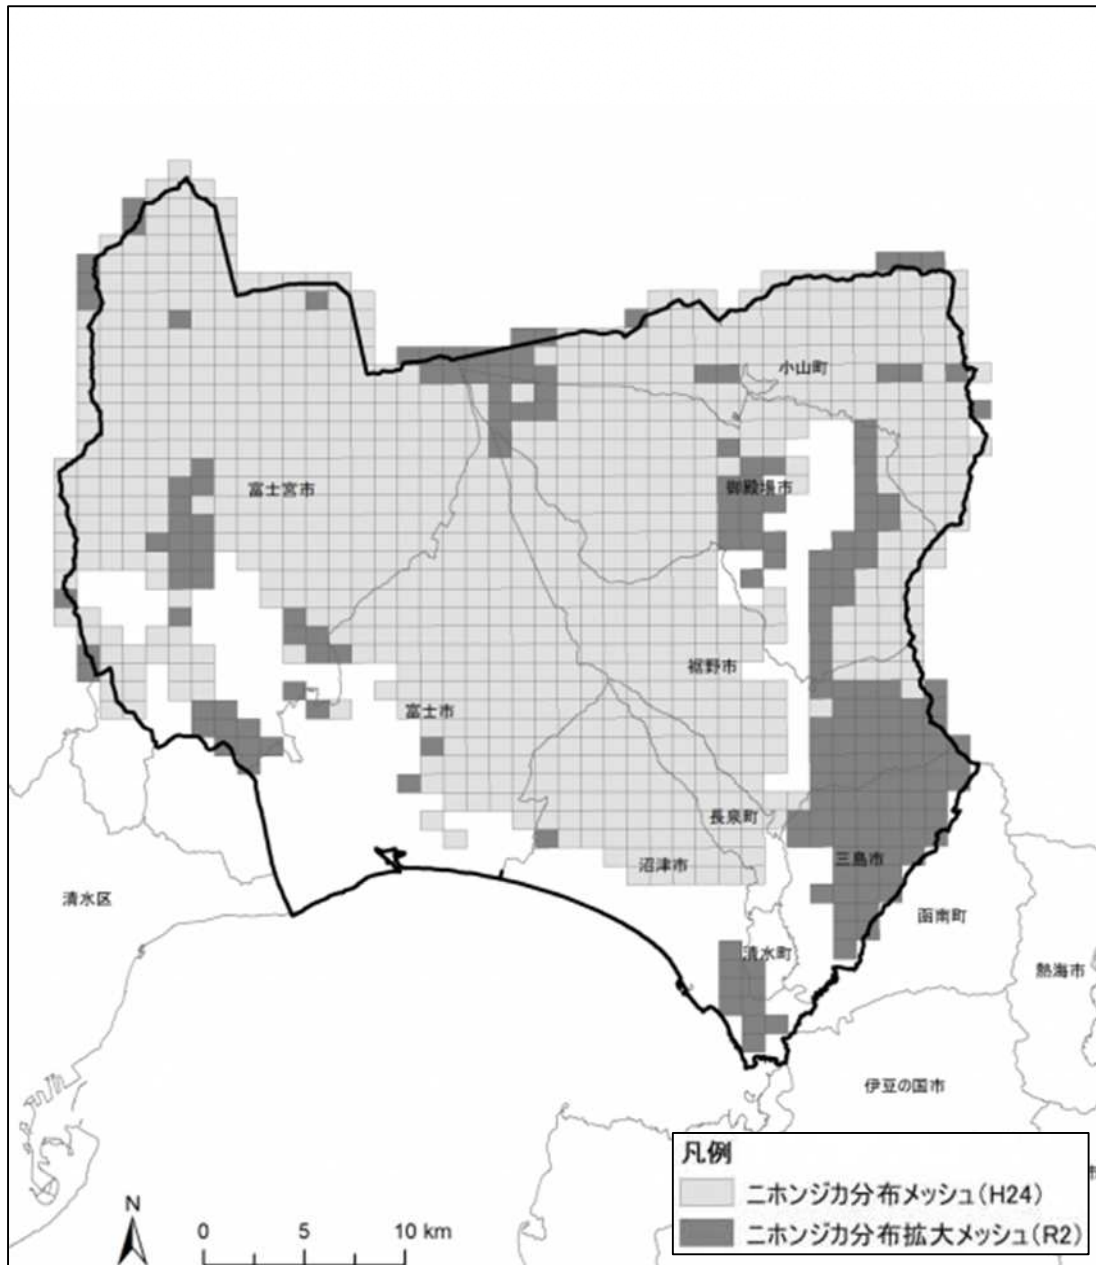 小山町
富士宮市
御殿場市
裾野市
富士市
長泉町
沼津市
三島市
清水区
函南町
清水町
熱海市
伊豆の国市
市
凡例
ニホンジカ分布メッシュ(H24)
ニホンジカ分布拡大メッシュ(R2)
N
0 5 10 km